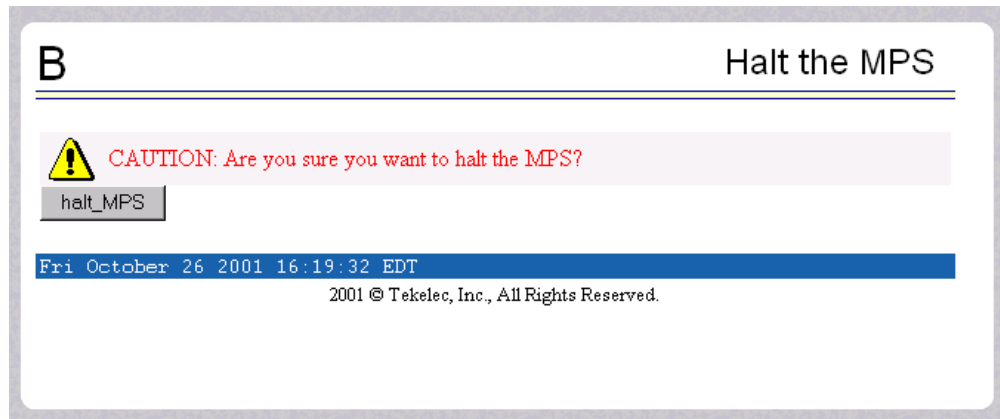 B Halt the MPS
CAUTION: Are you sure you want to halt the MPS?
halt_MPS
Fri October 26 2001 16:19:32 EDT
2001 © Tekelec, Inc., All Rights Reserved.